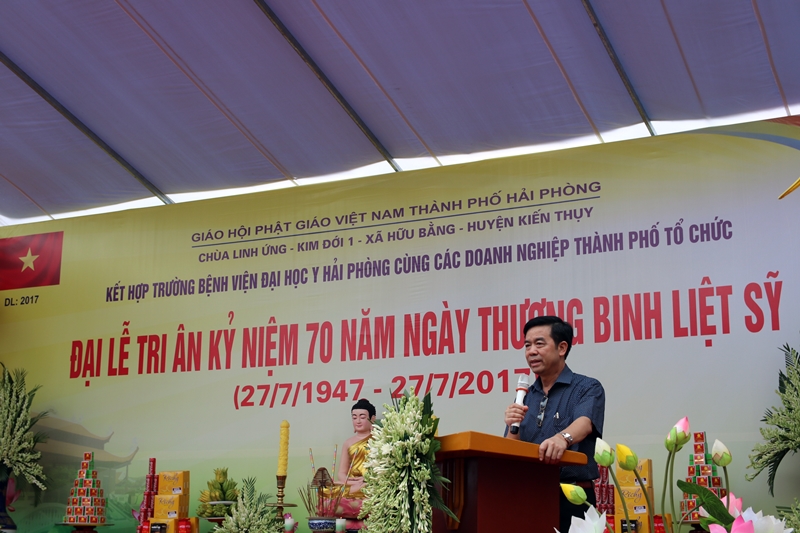 GIÁO HỘI PHẬT GIÁO VIỆT NAM THÀNH PHỐ HẢI PHÒNG
CHÙA LINH ỨNG - KIM ĐỚI 1 - XÃ HỮU BẰNG - HUYỆN KIẾN THỤY
KẾT HỢP TRƯỜNG BỆNH VIỆN ĐẠI HỌC Y HẢI PHÒNG CÙNG CÁC DOANH NGHIỆP THÀNH PHỐ TỔ CHỨC
DL: 2017
ĐẠI LỄ TRI ÂN KỶ NIỆM 70 NĂM NGÀY THƯƠNG BINH LIỆT SỸ
(27/7/1947 - 27/7/2017